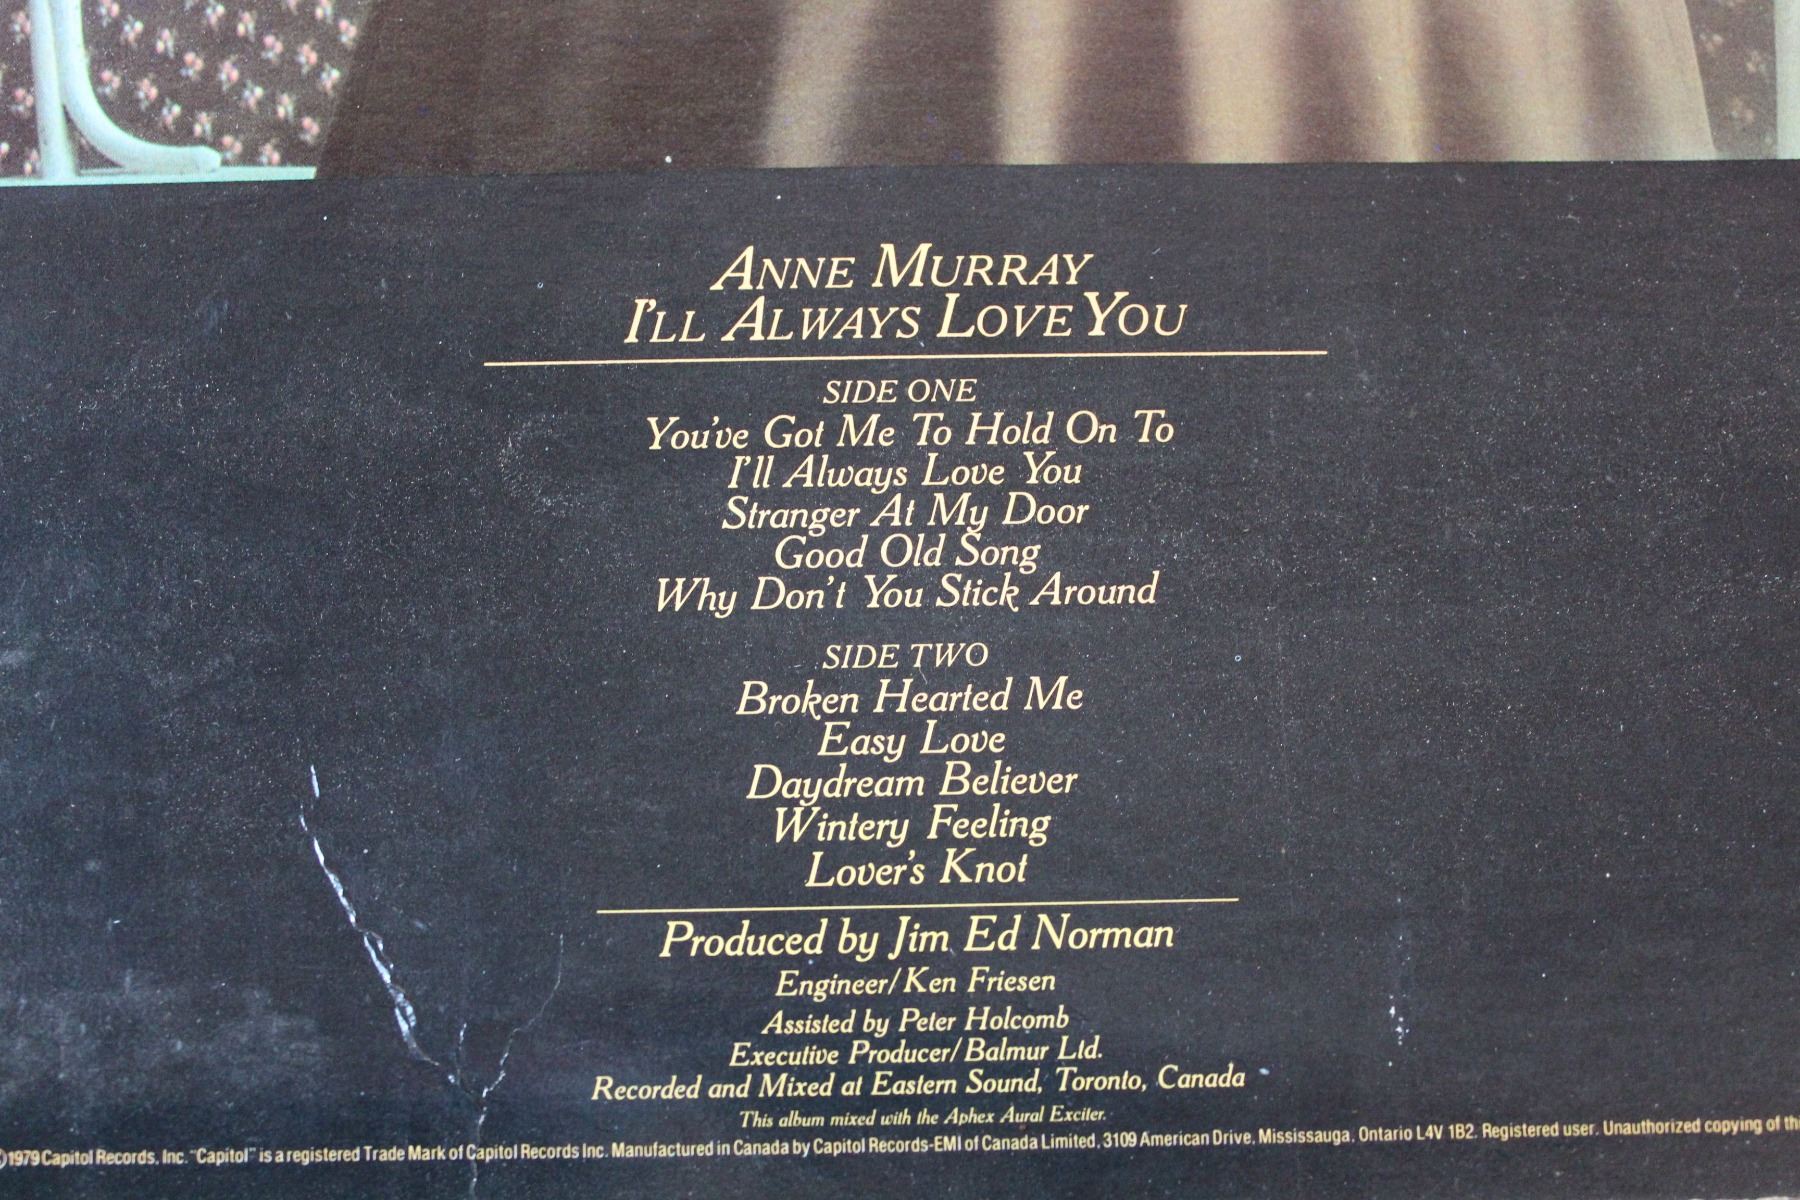 ANNE MURRAY
I'LL ALWAYS LOVE YOU
SIDE ONE
You've Got Me To Hold On To
I'll Always Love You
Stranger At My Door
Good Old Song
Why Don't You Stick Around
SIDE TWO
Broken Hearted Me
Easy Love
Daydream Believer
Wintery Feeling
Lover's Knot
Produced by Jim Ed Norman
Engineer/Ken Friesen
Assisted by Peter Holcomb
Executive Producer/Balmur Ltd.
Recorded and Mixed at Eastern Sound, Toronto, Canada
This album mixed with the Aphex Aural Exciter.
1979 Capitol Records, Inc. "Capitol" is a registered Trade Mark of Capitol Records Inc. Manufactured in Canada by Capitol Records-EMI of Canada Limited, 3109 American Drive, Mississauga, Ontario L4V 1B2. Registered user. Unauthorized copying of